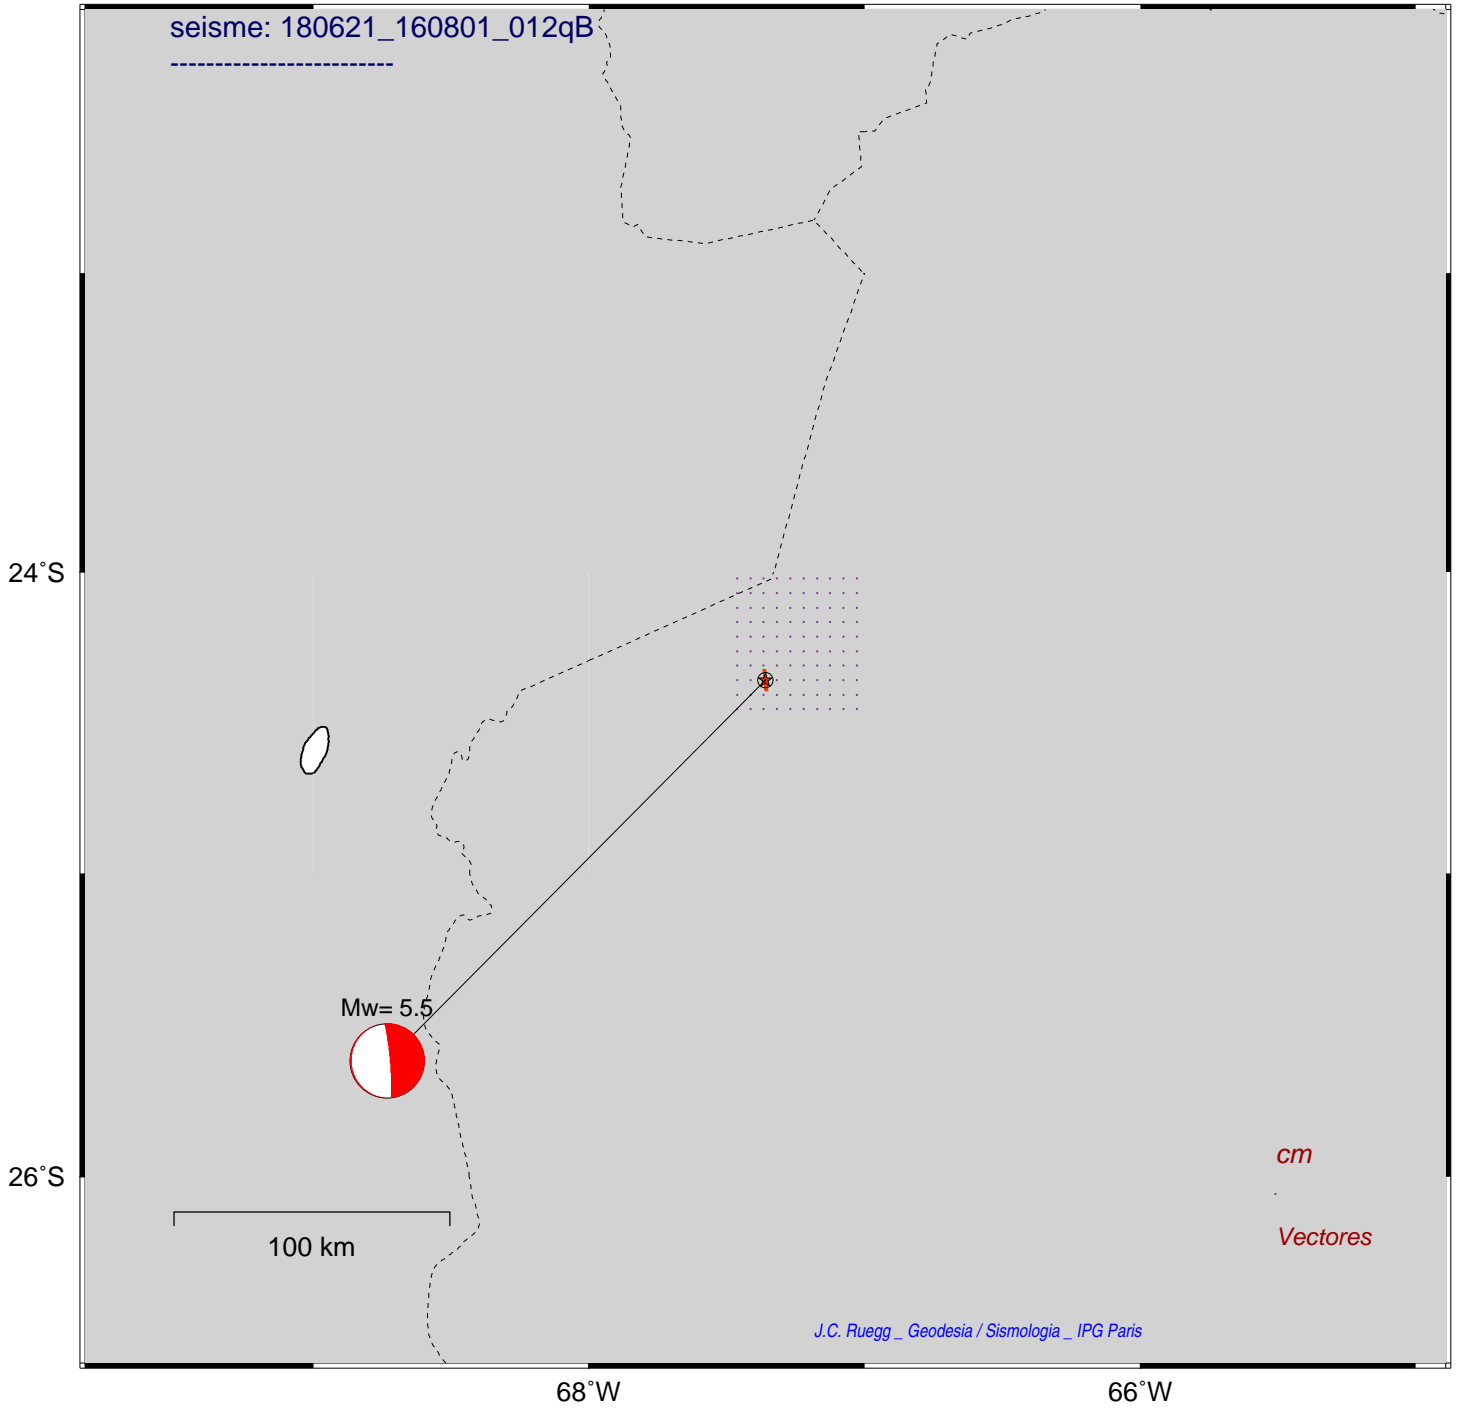 seisme: 180621_160801_012qB
-------------------------
24°S
Mw= 5.5
cm
26°S
Vectores
100 km
J.C. Ruegg _ Geodesia / Sismologia _ IPG Paris
68°W
66°W